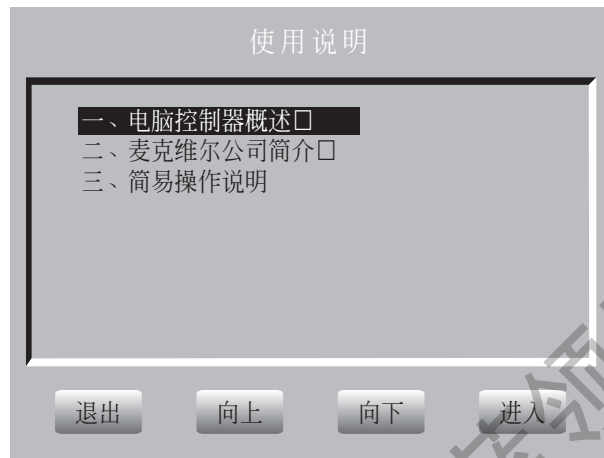 使用说明
一、电脑控制器概述□
二、麦克维尔公司简介□
三、简易操作说明
退出 向上 向下 进入